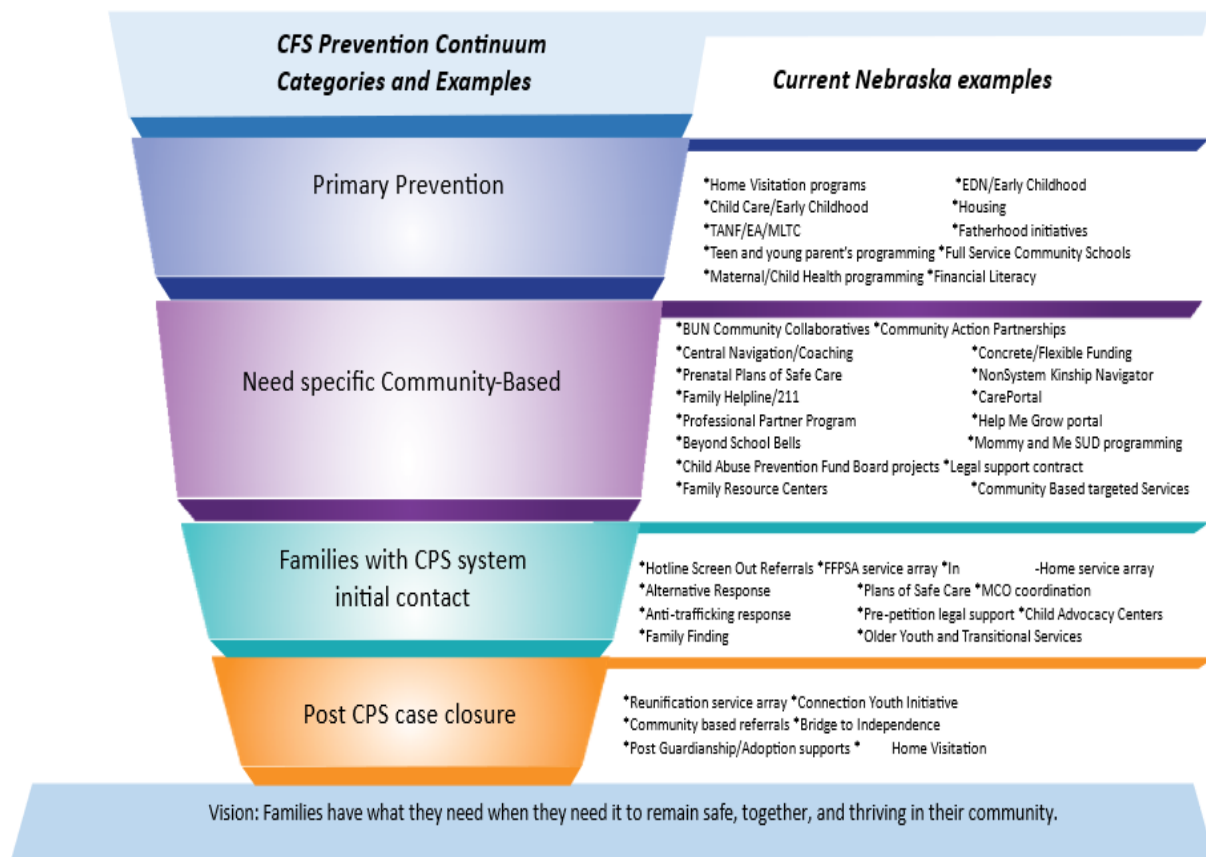 CFS Prevention Continuum
Categories and Examples
Current Nebraska examples
Primary Prevention
*Home Visitation programs *EDN/Early Childhood
*Child Care/Early Childhood *Housing
*TANF/EA/MLTC *Fatherhood initiatives
*Teen and young parent's programming *Full Service Community Schools
*Maternal/Child Health programming *Financial Literacy
Need specific Community-Based
*BUN Community Collaboratives *Community Action Partnerships
*Central Navigation/Coaching *Concrete/Flexible Funding
*Prenatal Plans of Safe Care *NonSystem Kinship Navigator
*Family Helpline/211 *CarePortal
*Professional Partner Program *Help Me Grow portal
*Beyond School Bells *Mommy and Me SUD programming
*Child Abuse Prevention Fund Board projects *Legal support contract
*Family Resource Centers *Community Based targeted Services
Families with CPS system
initial contact
*Hotline Screen Out Referrals *FFPSA service array *In -Home service array
*Alternative Response *Plans of Safe Care *MCO coordination
*Anti-trafficking response *Pre-petition legal support *Child Advocacy Centers
*Family Finding *Older Youth and Transitional Services
Post CPS case closure
*Reunification service array *Connection Youth Initiative
*Community based referrals *Bridge to Independence
*Post Guardianship/Adoption supports * Home Visitation
Vision: Families have what they need when they need it to remain safe, together, and thriving in their community.